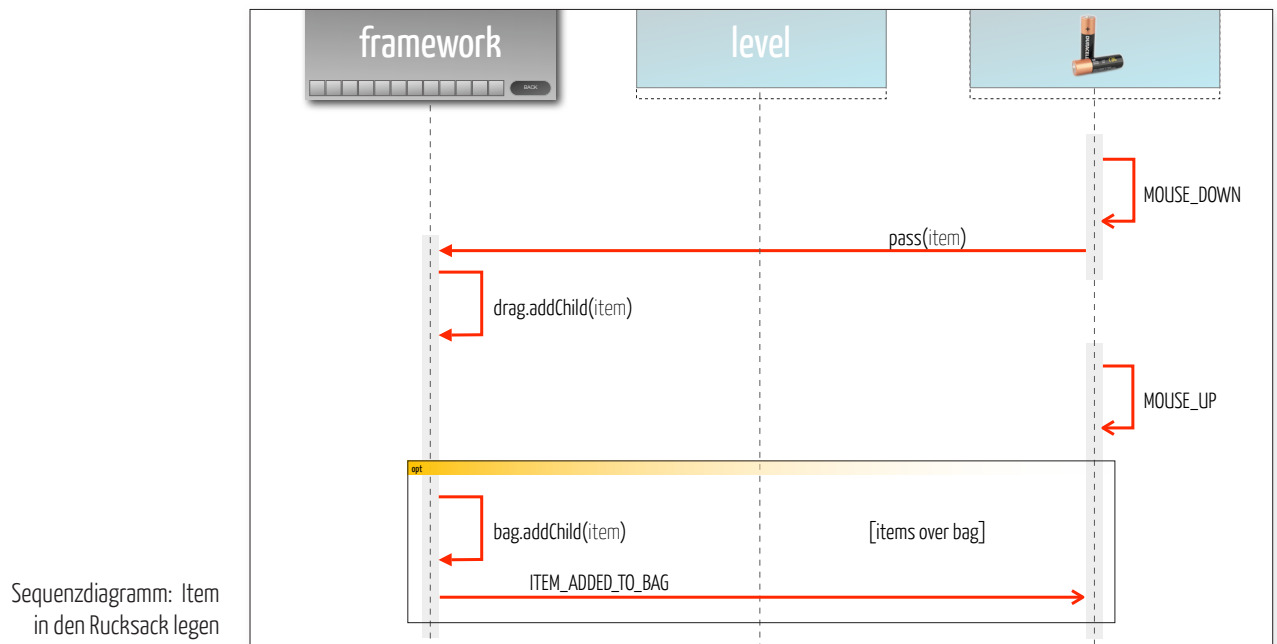 framework
level
BACK
DURACELL
MOUSE_DOWN
pass(item)
drag.addChild(item)
MOUSE_UP
opt
bag.addChild(item)
[items over bag]
ITEM_ADDED_TO_BAG
Sequenzdiagramm: Item
in den Rucksack legen